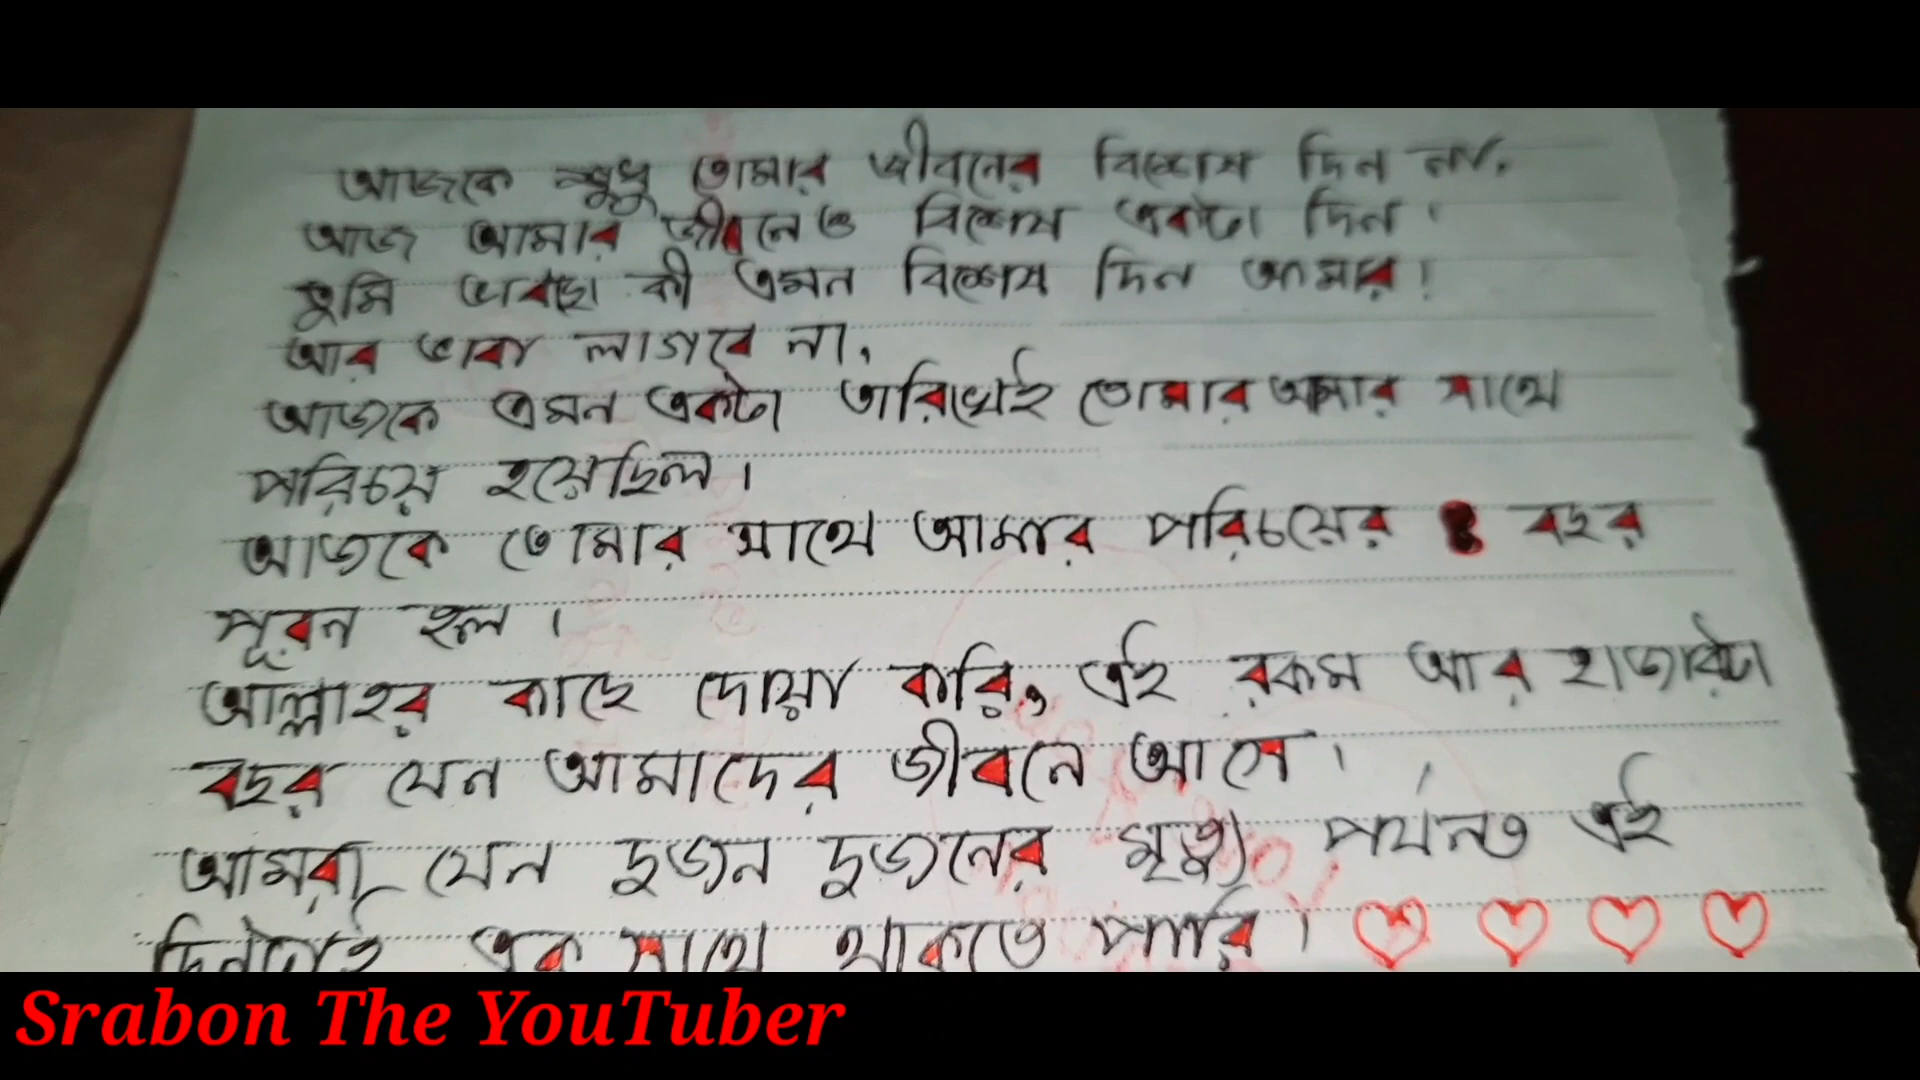 আজকে শুধু তোমার জীবনের বিশেষ দিন না,
আজ আমার জীবনেও বিশেষ একটা দিন।
তুমি ভাবছো কী এমন বিশেষ দিন আমার!
আর ভাবা লাগবে না,
আজকে এমন একটা তারিখেই তোমার আমার সাথে
পরিচয় হয়েছিল।
আজকে তোমার সাথে আমার পরিচয়ের বছর
পূরন হল।
আল্লাহর কাছে দোয়া করি, এই রকম আর হাজারটা
বছর যেন আমাদের জীবনে আসে।
আমরা যেন দুজন দুজনের মৃত্যু পর্যন্ত এই
দিনটাই এক সাথে থাকতে পারি।
Srabon The YouTuber